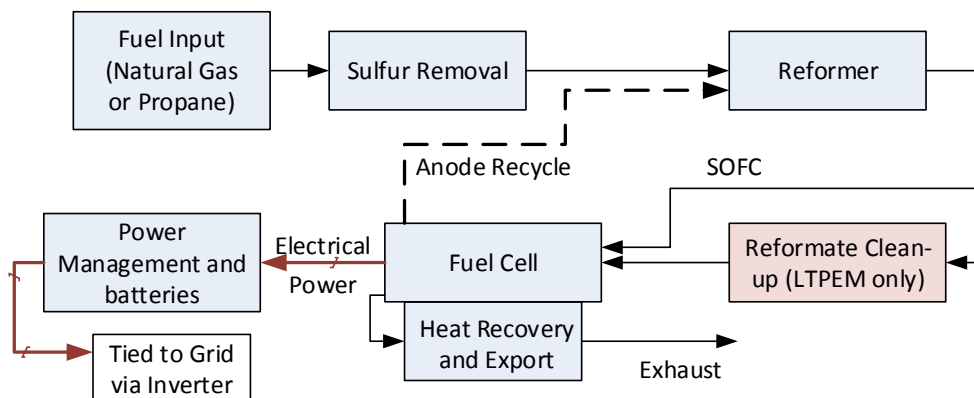 Fuel Input
(Natural Gas
or Propane)
Sulfur Removal
Reformer
Anode Recycle
SOFC
Power
Management and
batteries
Electrical
Power
Fuel Cell
Reformate Clean-
up (LTPEM only)
Heat Recovery
and Export
Exhaust
Tied to Grid
via Inverter